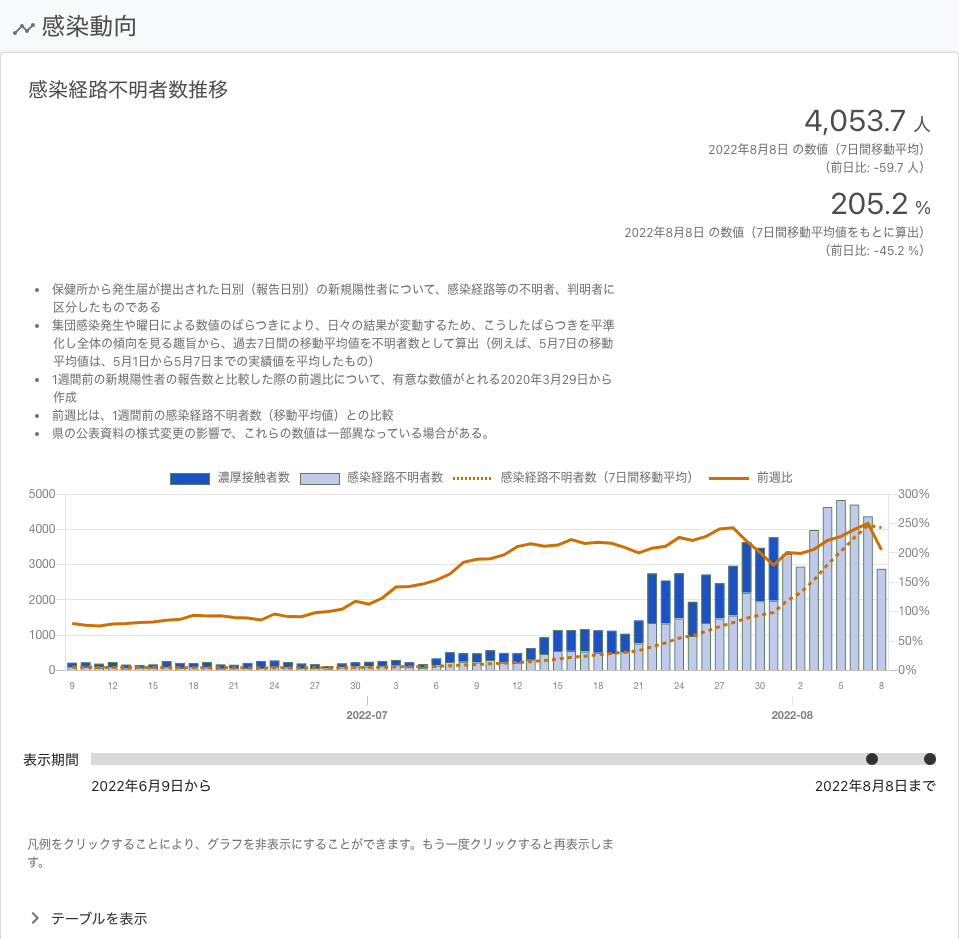 感染動向
感染経路不明者数推移
4,053.7 人
2022年8月8日 の数値（7日間移動平均）
（前日比: -59.7 人）
205.2 %
2022年8月8日 の数値（7日間移動平均値をもとに算出）
（前日比: -45.2 %）
• 保健所から発生届が提出された日別（報告日別）の新規陽性者について、感染経路等の不明者、判明者に
区分したものである
• 集団感染発生や曜日による数値のばらつきにより、日々の結果が変動するため、こうしたばらつきを平準
化し全体の傾向を見る趣旨から、過去7日間の移動平均値を不明者数として算出（例えば、5月7日の移動
平均値は、5月1日から5月7日までの実績値を平均したもの）
• 1週間前の新規陽性者の報告数と比較した際の前週比について、有意な数値がとれる2020年3月29日から
作成
• 前週比は、1週間前の感染経路不明者数（移動平均値）との比較
• 県の公表資料の様式変更の影響で、これらの数値は一部異なっている場合がある。
濃厚接触者数 感染経路不明者数 感染経路不明者数（7日間移動平均） 前週比
5000 300%
250%
4000
200%
3000
150%
2000
100%
1000
50%
0 0%
9 12 15 18 21 24 27 30 3 6 9 12 15 18 21 24 27 30 2 5 8
2022-07 2022-08
表示期間
2022年6月9日から 2022年8月8日まで
凡例をクリックすることにより、グラフを非表示にすることができます。もう一度クリックすると再表示しま
す。
テーブルを表示